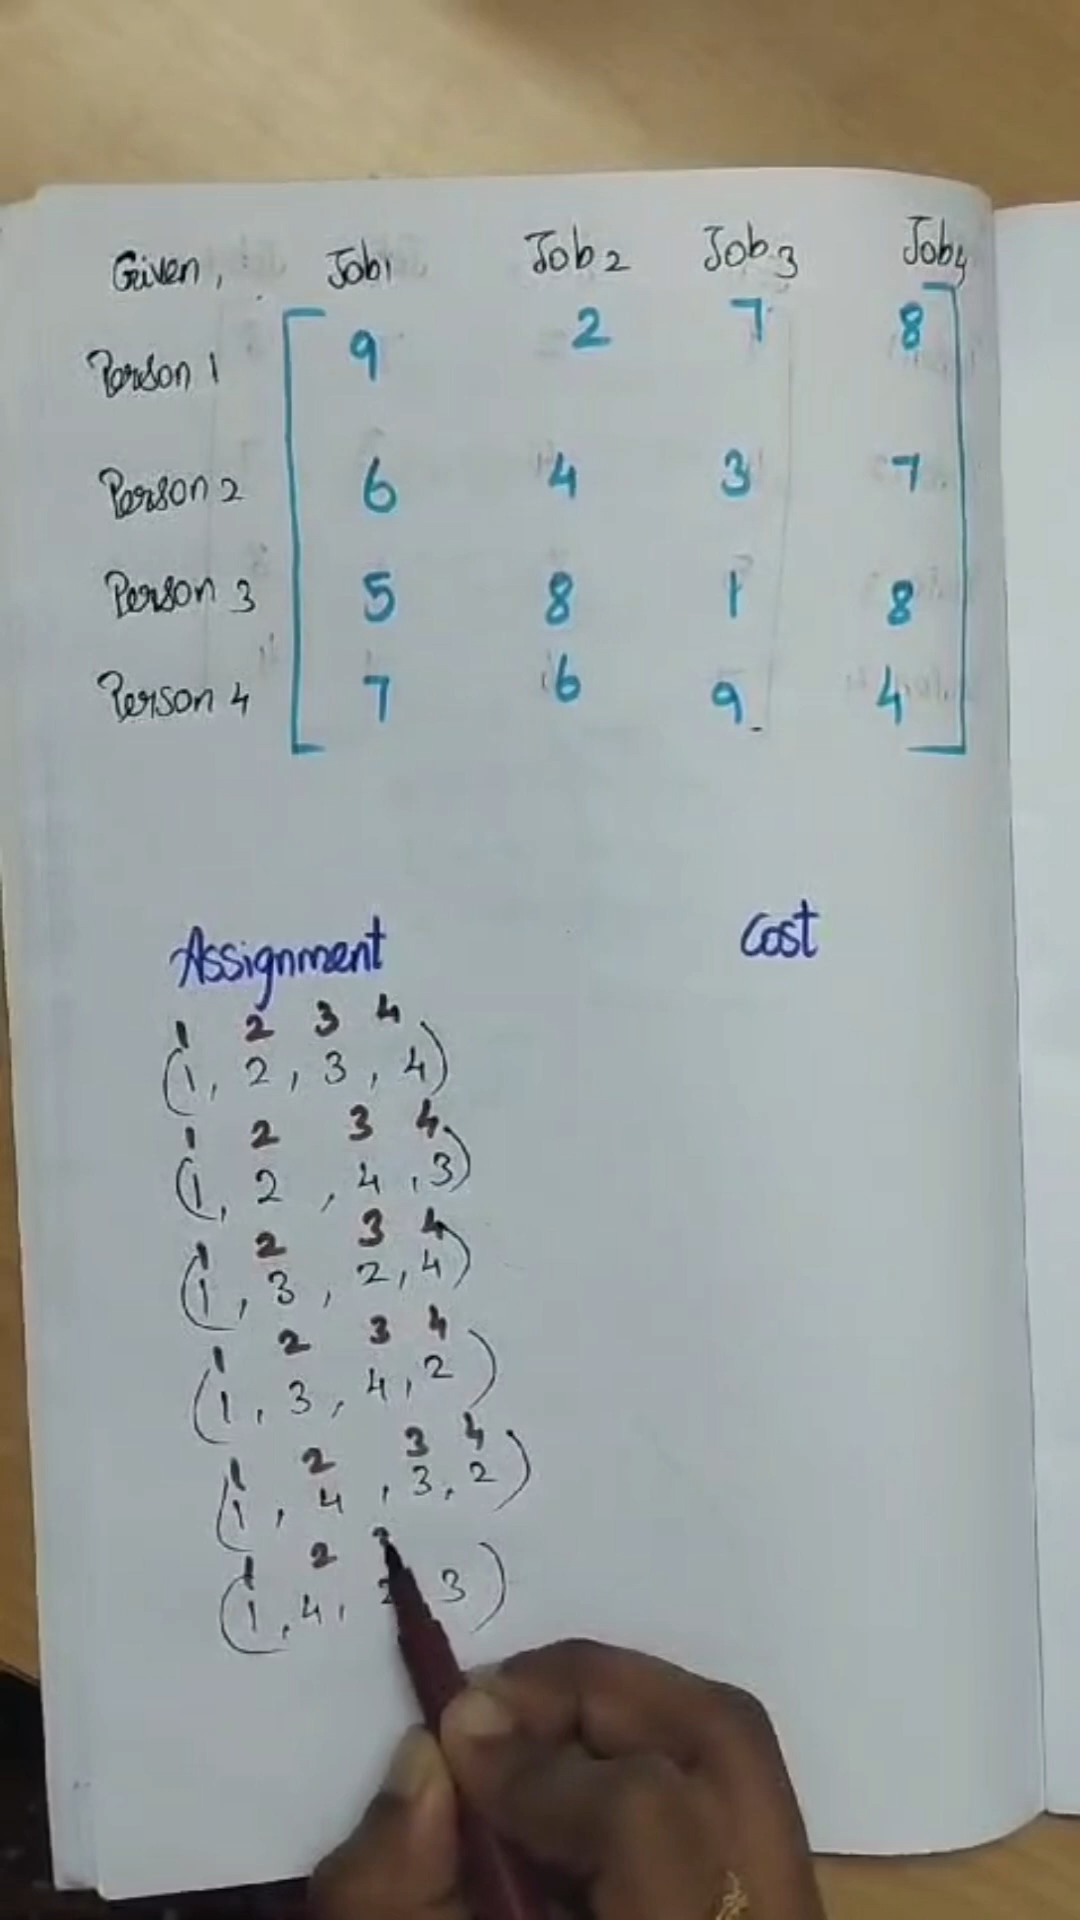 Given, Job1 Job2 Job3 Job4
Person 1 9 2 7 8
Person 2 6 4 3 7
Person 3 5 8 1 8
Person 4 7 6 9 4
Assignment Cost
1 2 3 4
(1, 2, 3, 4)
1 2 3 4
(1, 2, 4, 3)
1 2 3 4
(1, 3, 2, 4)
1 2 3 4
(1, 3, 4, 2)
1 2 3 4
(1, 4, 3, 2)
1 2
(1, 4, 3)